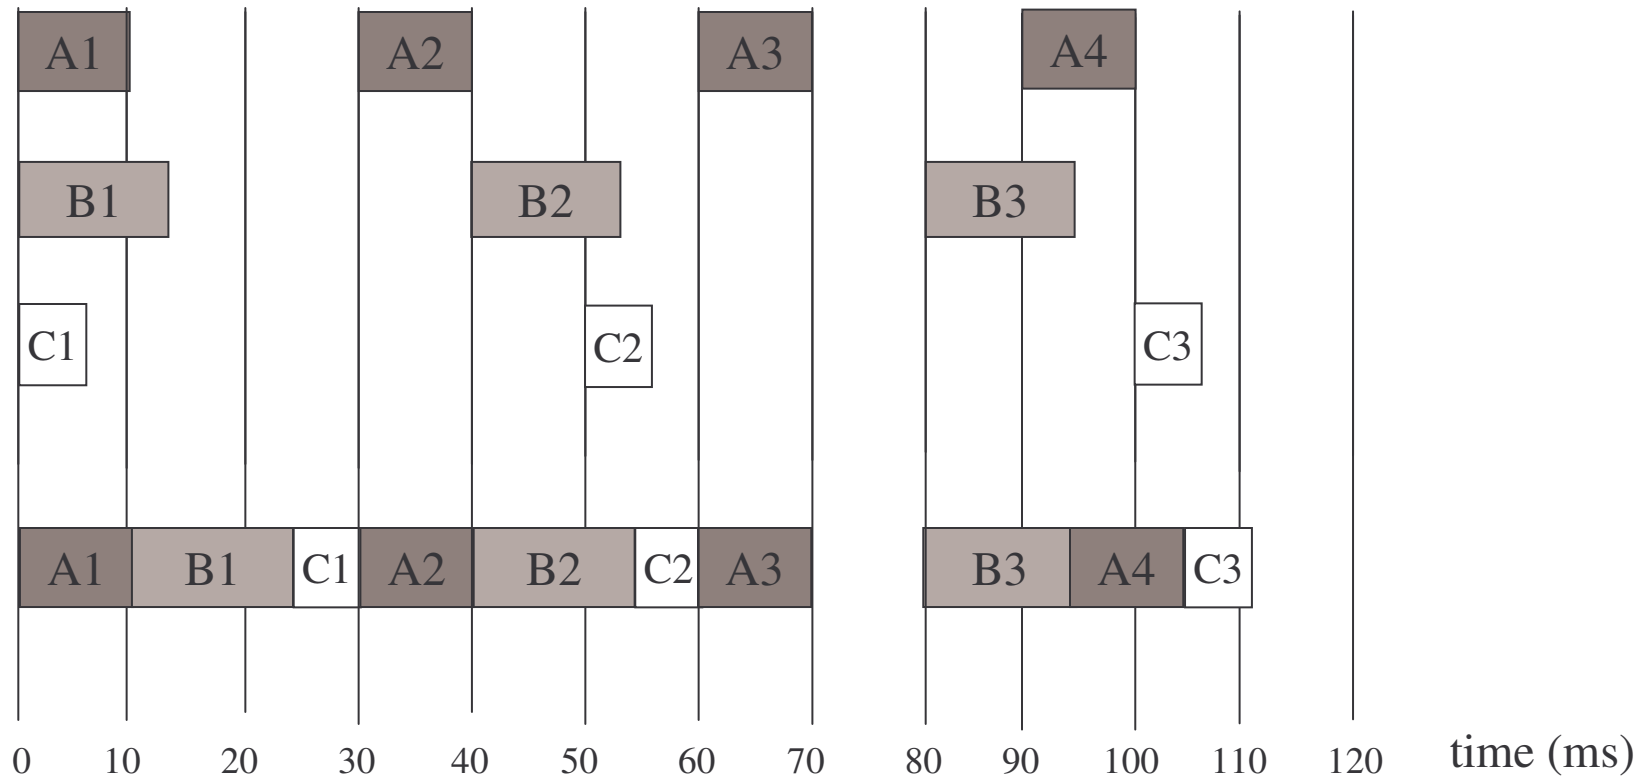 A1 A2 A3 A4
B1 B2 B3
C1 C2 C3
A1 B1 C1 A2 B2 C2 A3 B3 A4 C3
0 10 20 30 40 50 60 70 80 90 100 110 120 time (ms)